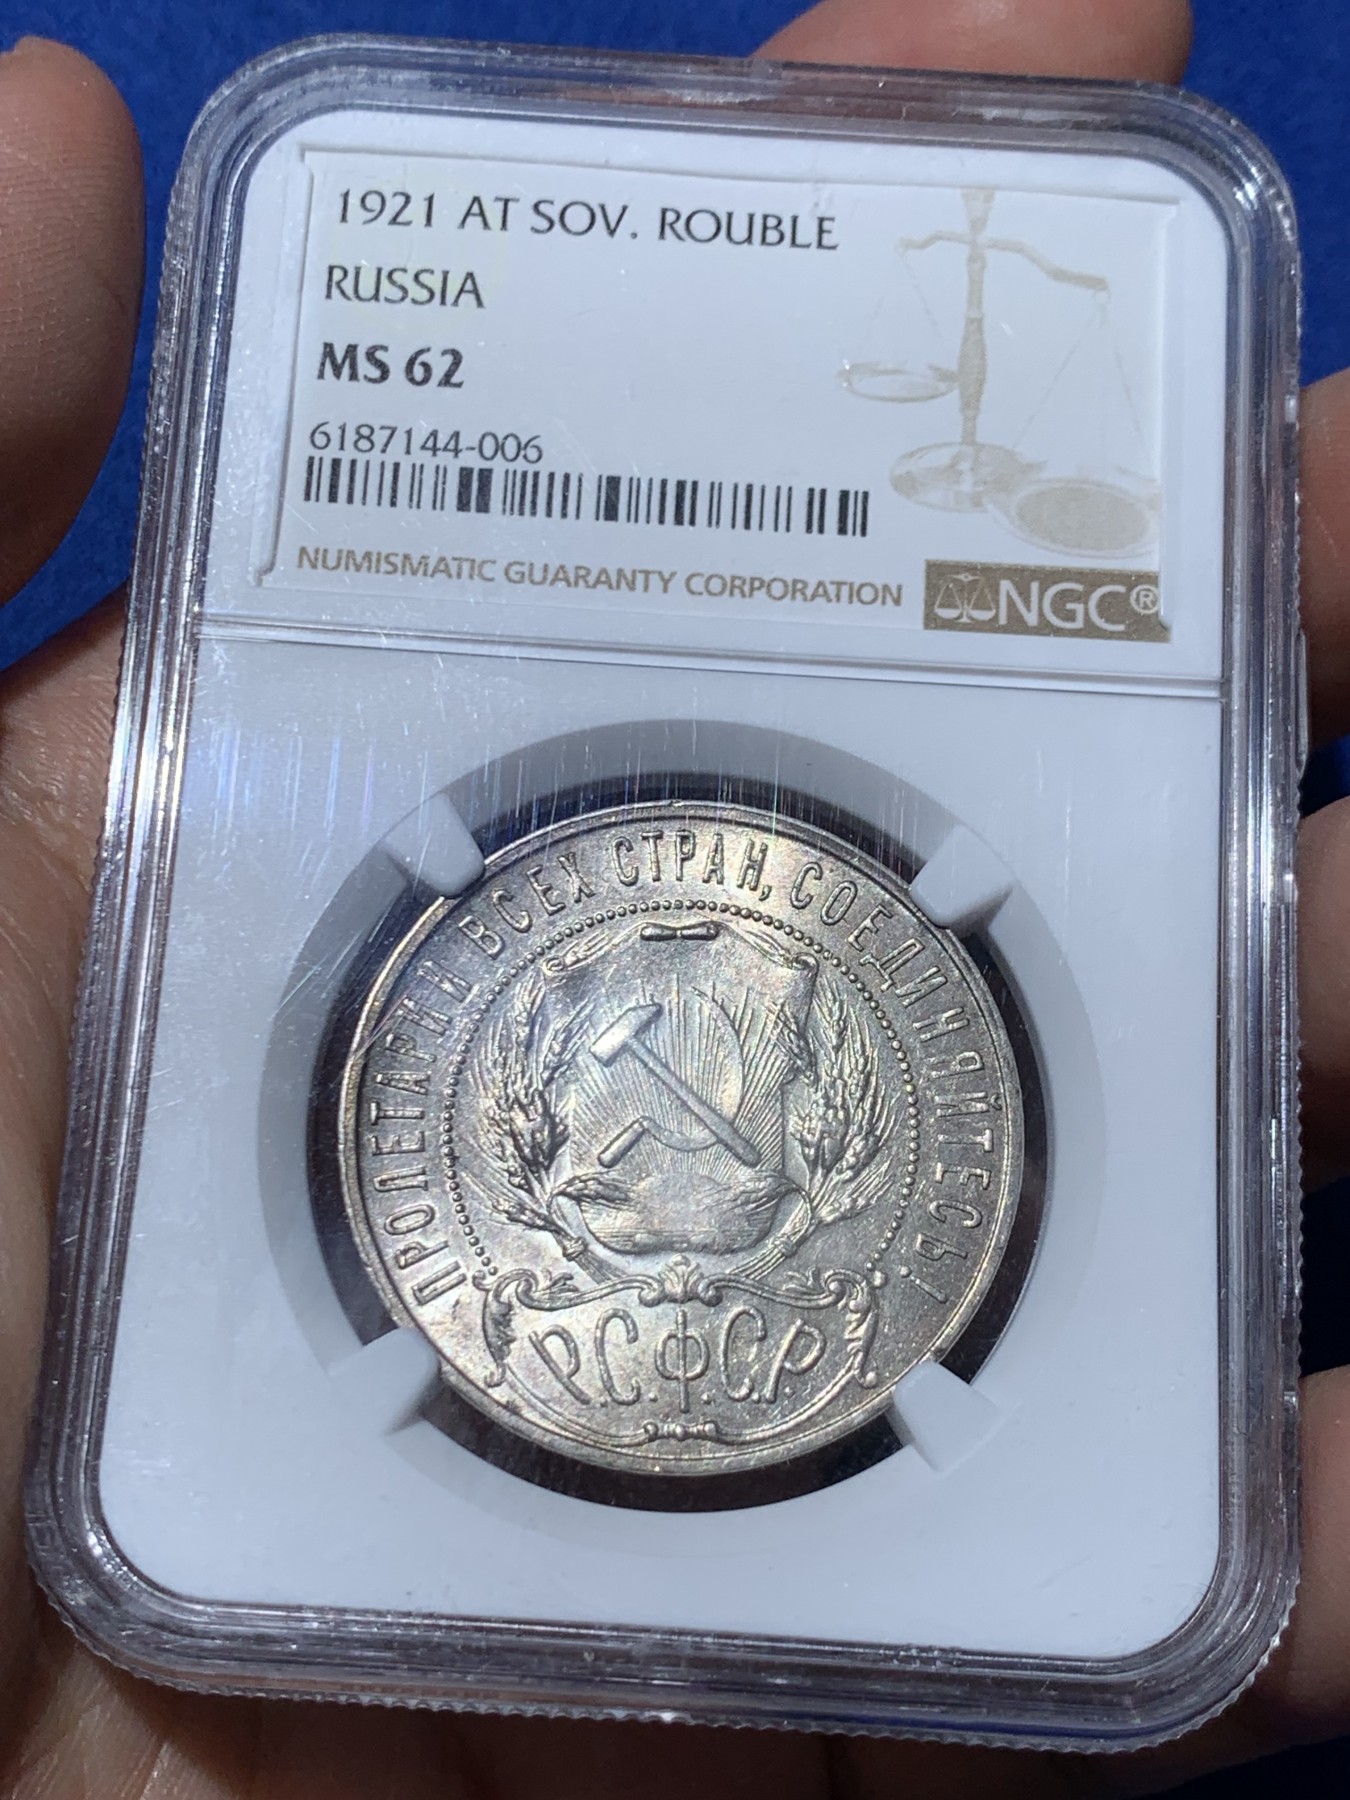 1921 AT SOV. ROUBLE
RUSSIA
MS 62
6187144-006
NUMISMATIC GUARANTY CORPORATION
NGC®
ПРОЛЕТАРИИ ВСЕХ СТРАН, СОЕДИНЯЙТЕСЬ!
Р.С.Ф.С.Р.